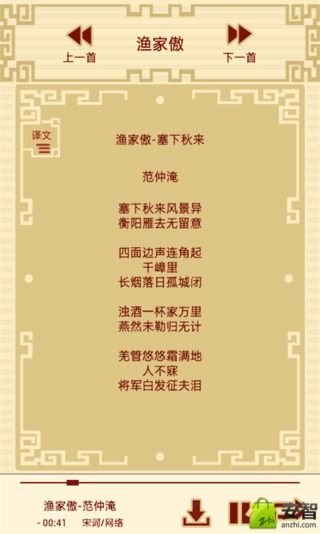 渔家傲
上一首
下一首
译文
渔家傲-塞下秋来
范仲淹
塞下秋来风景异
衡阳雁去无留意
四面边声连角起
千嶂里
长烟落日孤城闭
浊酒一杯家万里
燕然未勒归无计
羌管悠悠霜满地
人不寐
将军白发征夫泪
渔家傲-范仲淹
- 00:41
宋词/网络
安智
anzhi.com